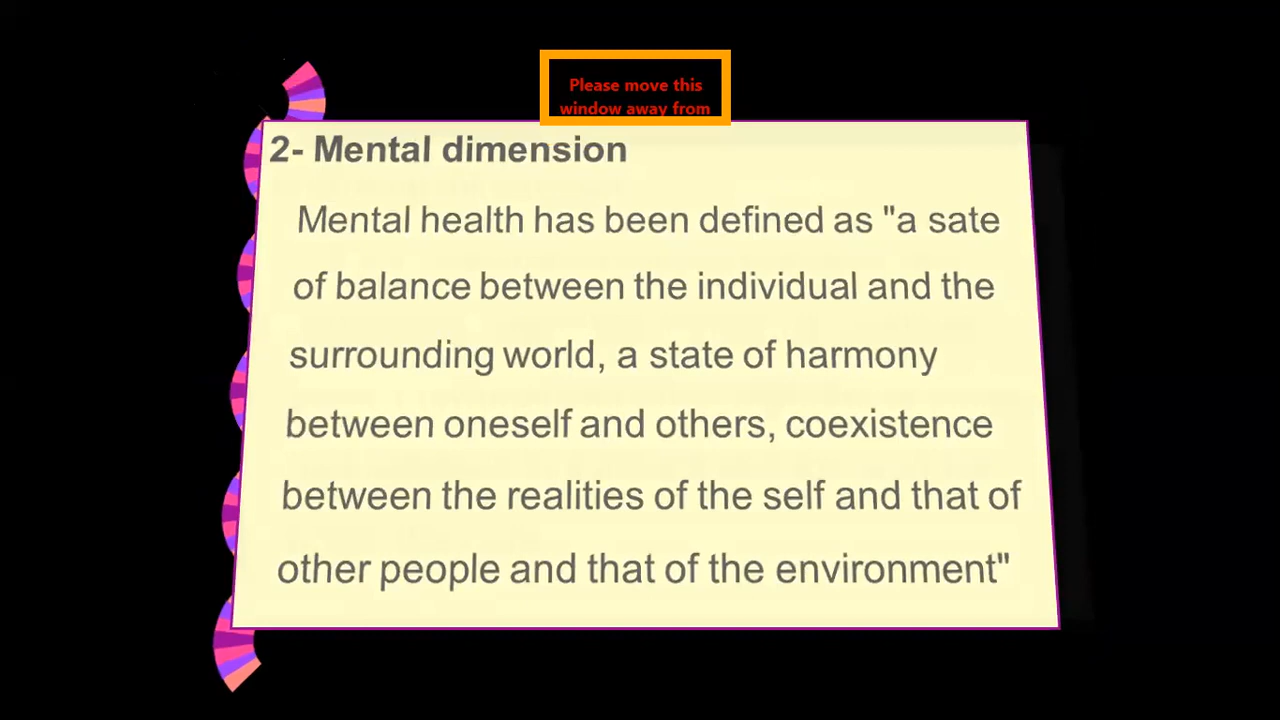 Please move this
window away from
2- Mental dimension
Mental health has been defined as "a sate
of balance between the individual and the
surrounding world, a state of harmony
between oneself and others, coexistence
between the realities of the self and that of
other people and that of the environment"